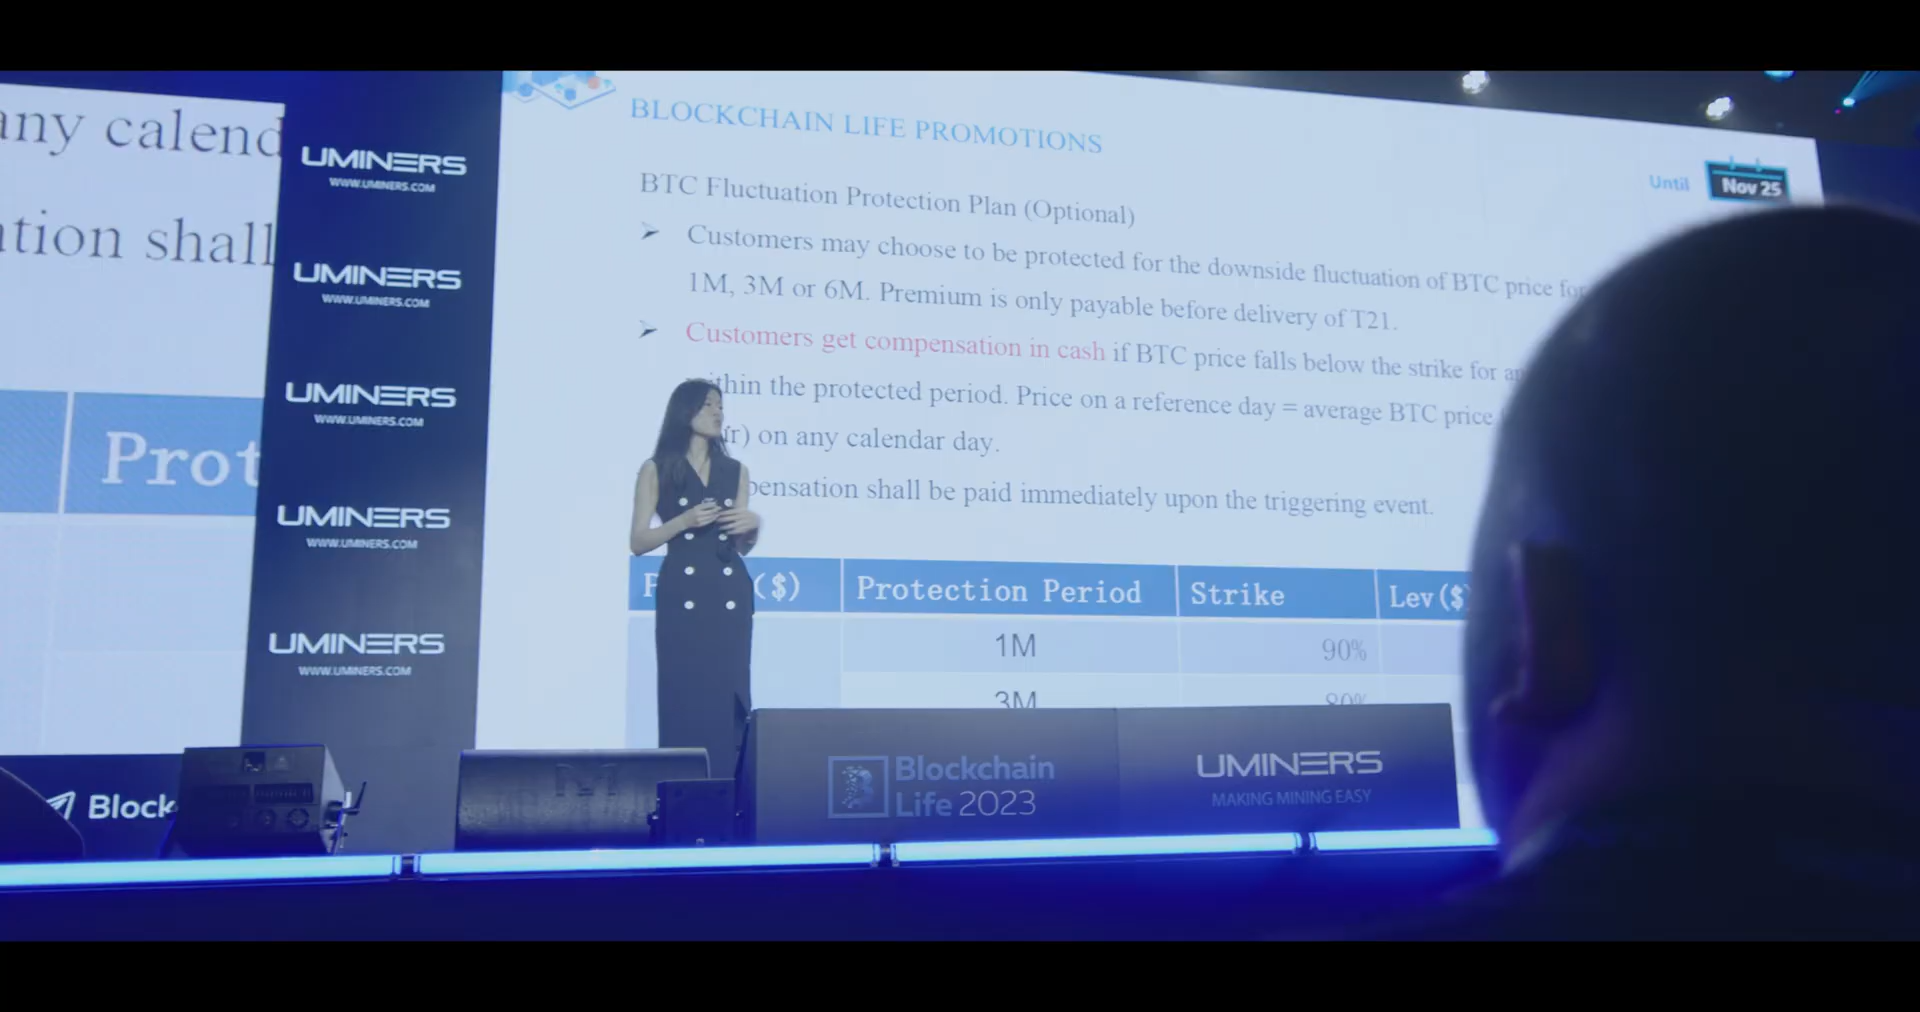 any calend
ation shall
Prot
UMINERS
WWW.UMINERS.COM
UMINERS
WWW.UMINERS.COM
UMINERS
WWW.UMINERS.COM
UMINERS
WWW.UMINERS.COM
UMINERS
WWW.UMINERS.COM
BLOCKCHAIN LIFE PROMOTIONS
Until Nov 25
BTC Fluctuation Protection Plan (Optional)
➤ Customers may choose to be protected for the downside fluctuation of BTC price for
1M, 3M or 6M. Premium is only payable before delivery of T21.
➤ Customers get compensation in cash if BTC price falls below the strike for an
within the protected period. Price on a reference day = average BTC price
r) on any calendar day.
pensation shall be paid immediately upon the triggering event.
P ($) Protection Period Strike Lev($
1M 90%
3M 80%
Block
Blockchain
Life 2023
UMINERS
MAKING MINING EASY